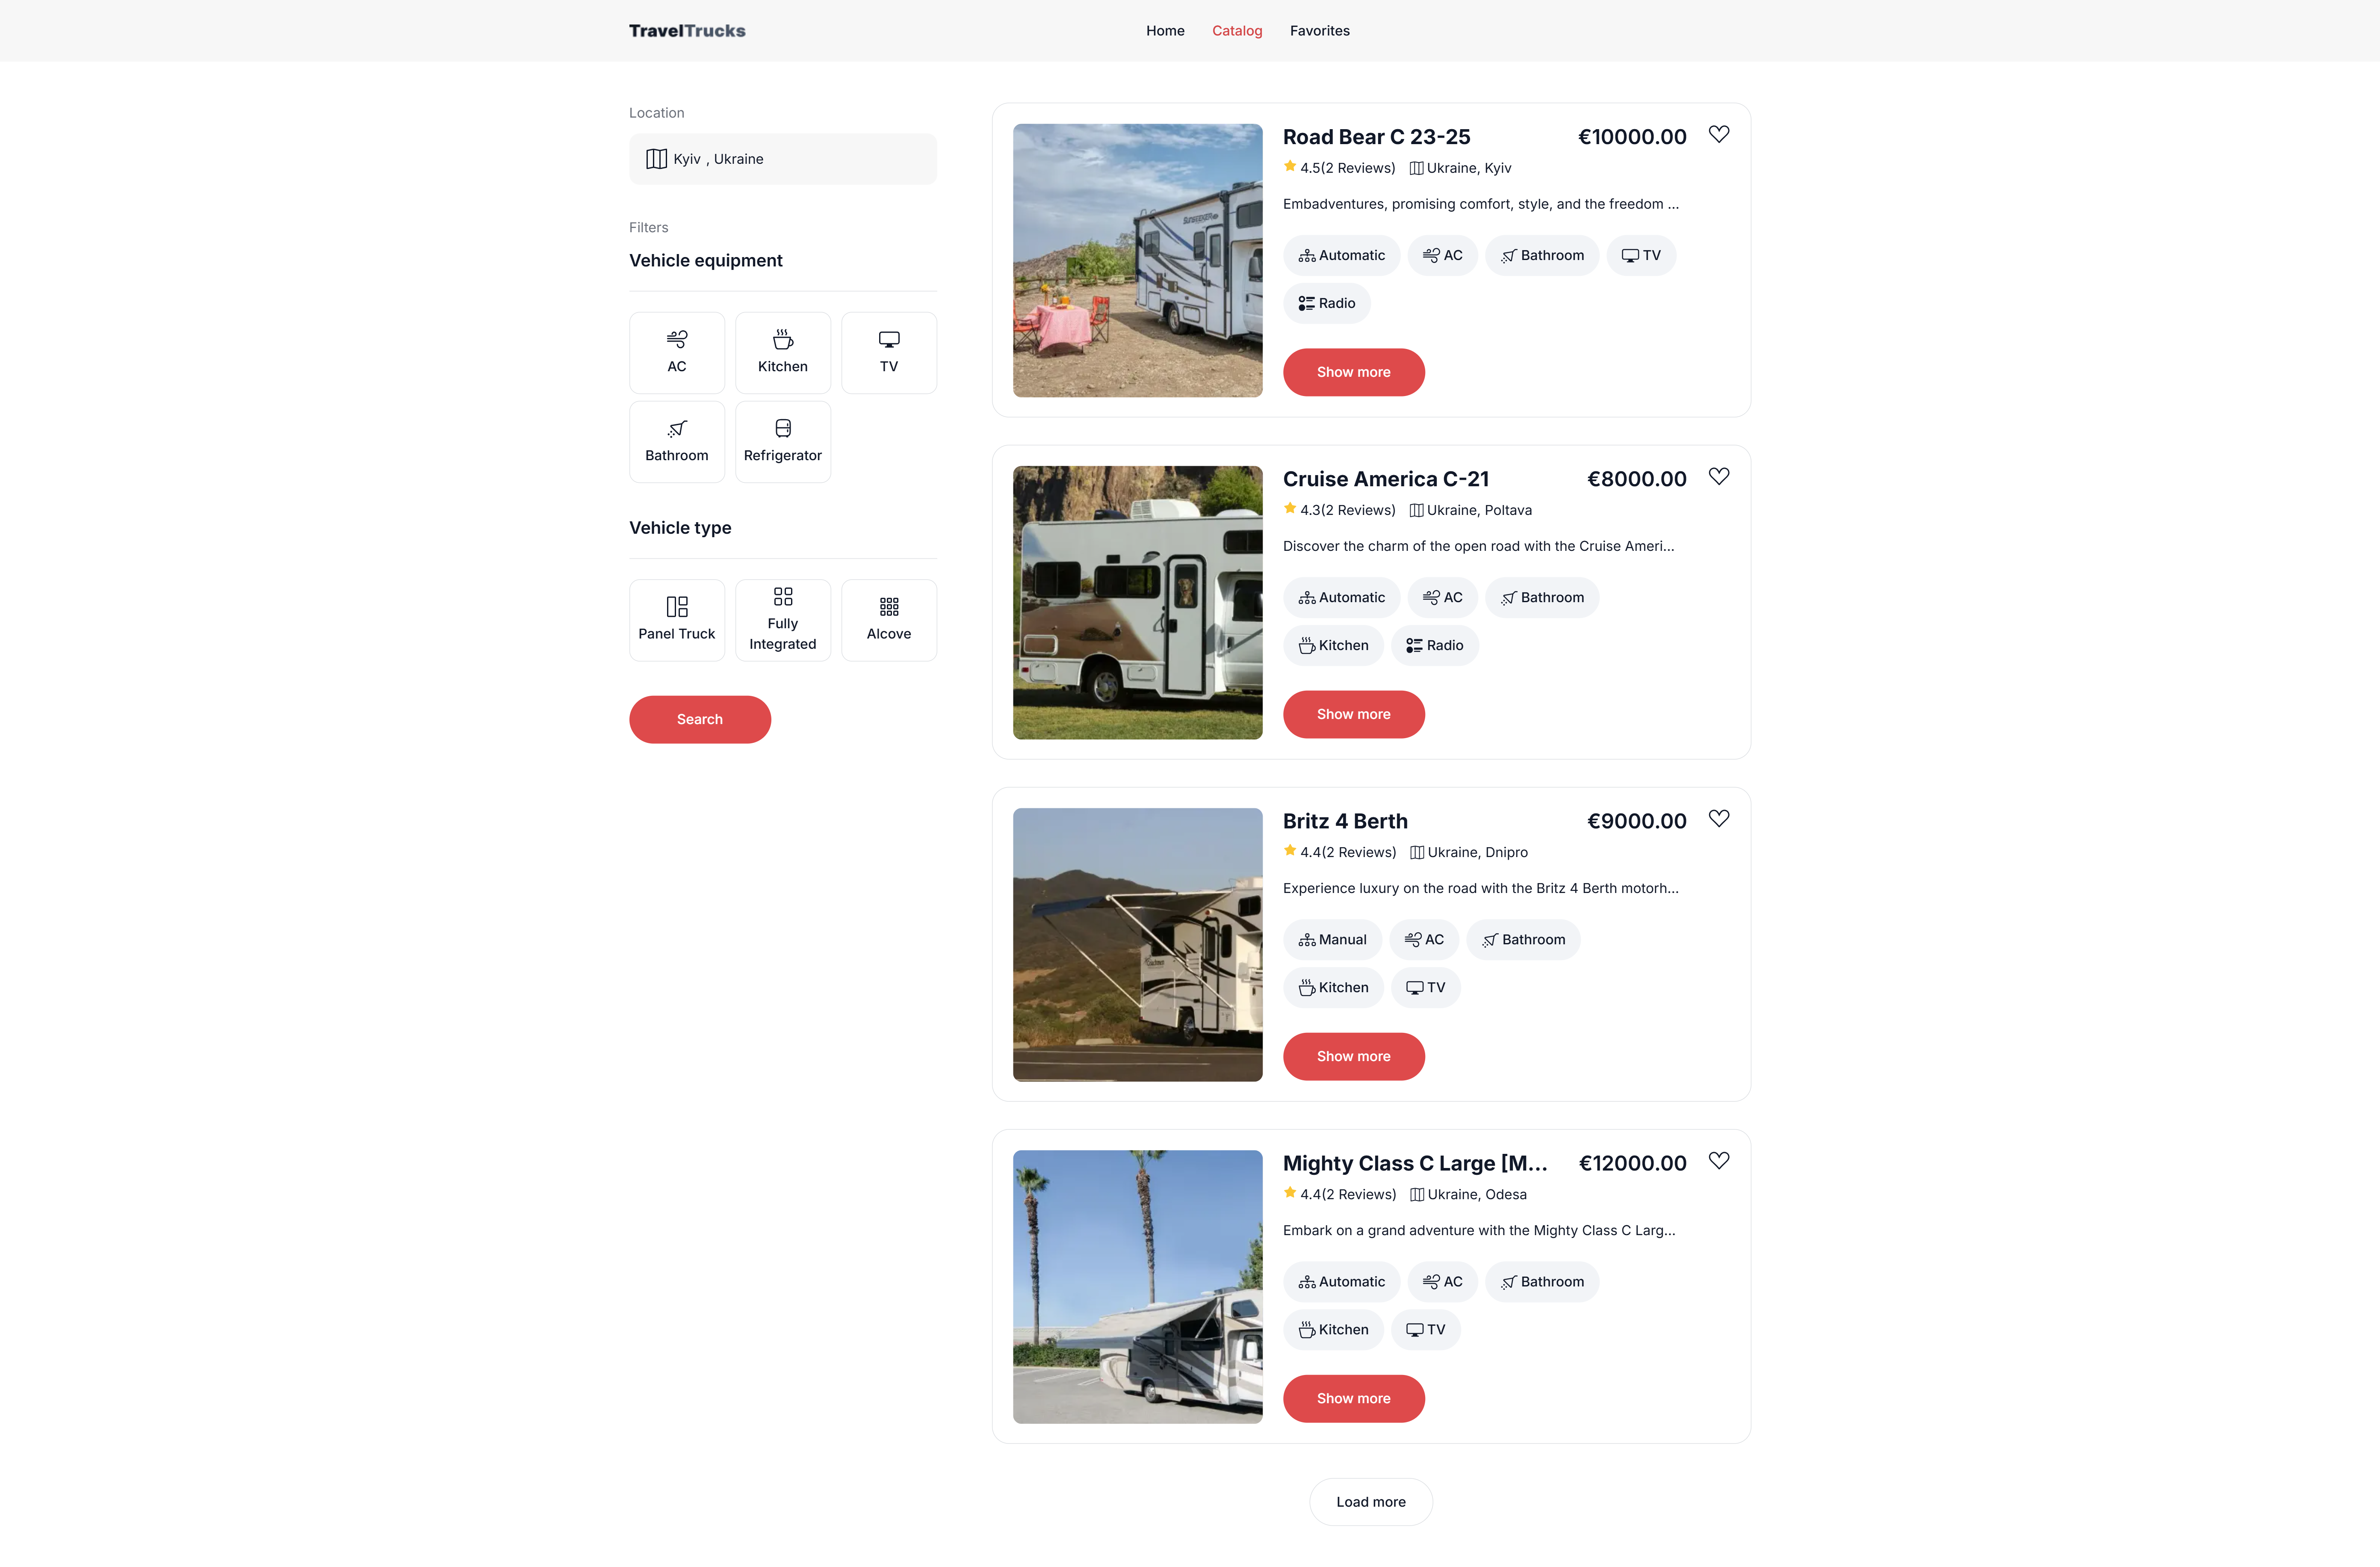 TravelTrucks
Home Catalog Favorites
Location
Kyiv , Ukraine
Filters
Vehicle equipment
AC Kitchen TV
Bathroom Refrigerator
Vehicle type
Panel Truck Fully Integrated Alcove
Search
Road Bear C 23-25 €10000.00
4.5(2 Reviews) Ukraine, Kyiv
Embadventures, promising comfort, style, and the freedom ...
Automatic AC Bathroom TV
Radio
Show more
Cruise America C-21 €8000.00
4.3(2 Reviews) Ukraine, Poltava
Discover the charm of the open road with the Cruise Ameri...
Automatic AC Bathroom
Kitchen Radio
Show more
Britz 4 Berth €9000.00
4.4(2 Reviews) Ukraine, Dnipro
Experience luxury on the road with the Britz 4 Berth motorh...
Manual AC Bathroom
Kitchen TV
Show more
Mighty Class C Large [M... €12000.00
4.4(2 Reviews) Ukraine, Odesa
Embark on a grand adventure with the Mighty Class C Larg...
Automatic AC Bathroom
Kitchen TV
Show more
Load more